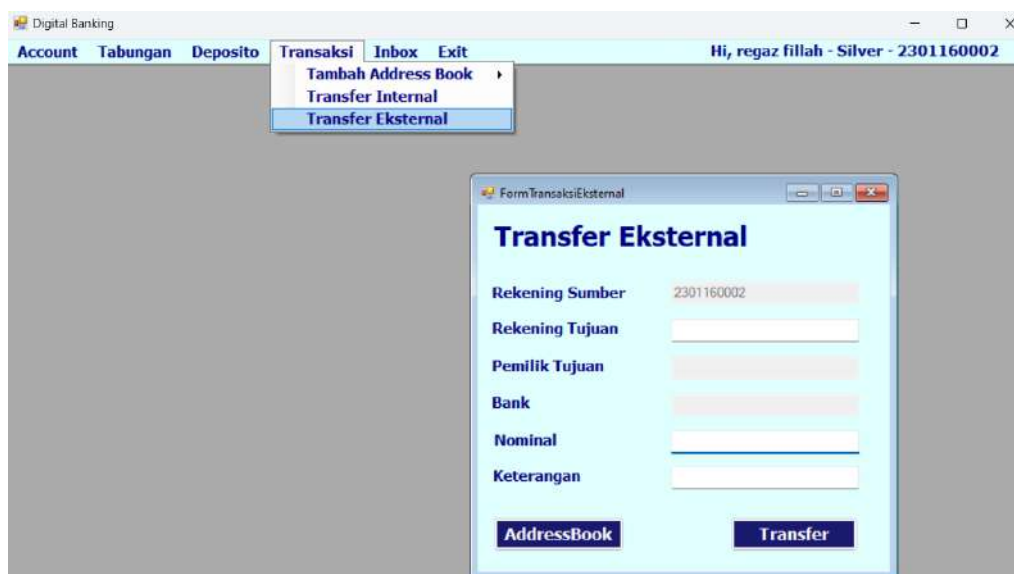 Digital Banking
Account Tabungan Deposito Transaksi Inbox Exit Hi, regaz fillah - Silver - 2301160002
Tambah Address Book
Transfer Internal
Transfer Eksternal
FormTransaksiEksternal
Transfer Eksternal
Rekening Sumber 2301160002
Rekening Tujuan
Pemilik Tujuan
Bank
Nominal
Keterangan
AddressBook Transfer